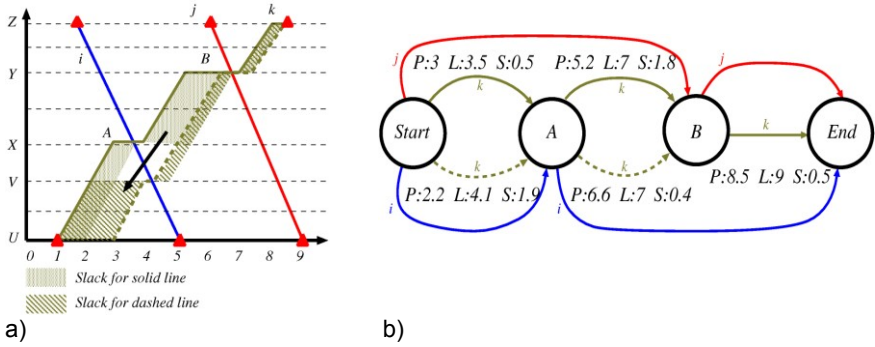 Z
Y
X
V
U
i
j
k
A
B
0 1 2 3 4 5 6 7 8 9
Slack for solid line
Slack for dashed line
a)
j
P:3 L:3.5 S:0.5
P:5.2 L:7 S:1.8
j
k
k
Start
A
B
k
End
k
k
P:2.2 L:4.1 S:1.9
P:6.6 L:7 S:0.4
P:8.5 L:9 S:0.5
i
i
b)